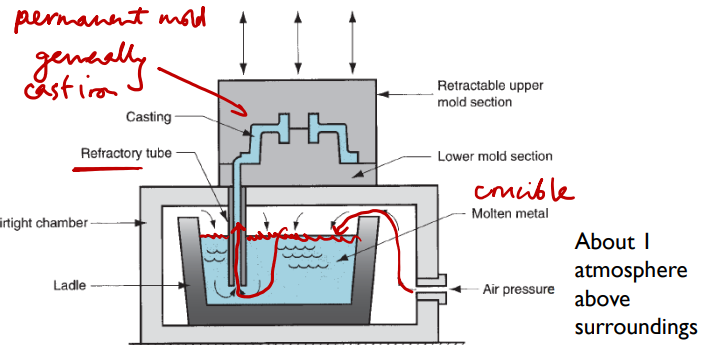 permanent mold
generally
cast iron
Retractable upper
mold section
Casting
Refractory tube
Lower mold section
crucible
Molten metal
irtight chamber
About 1
atmosphere
above
surroundings
Ladle
Air pressure